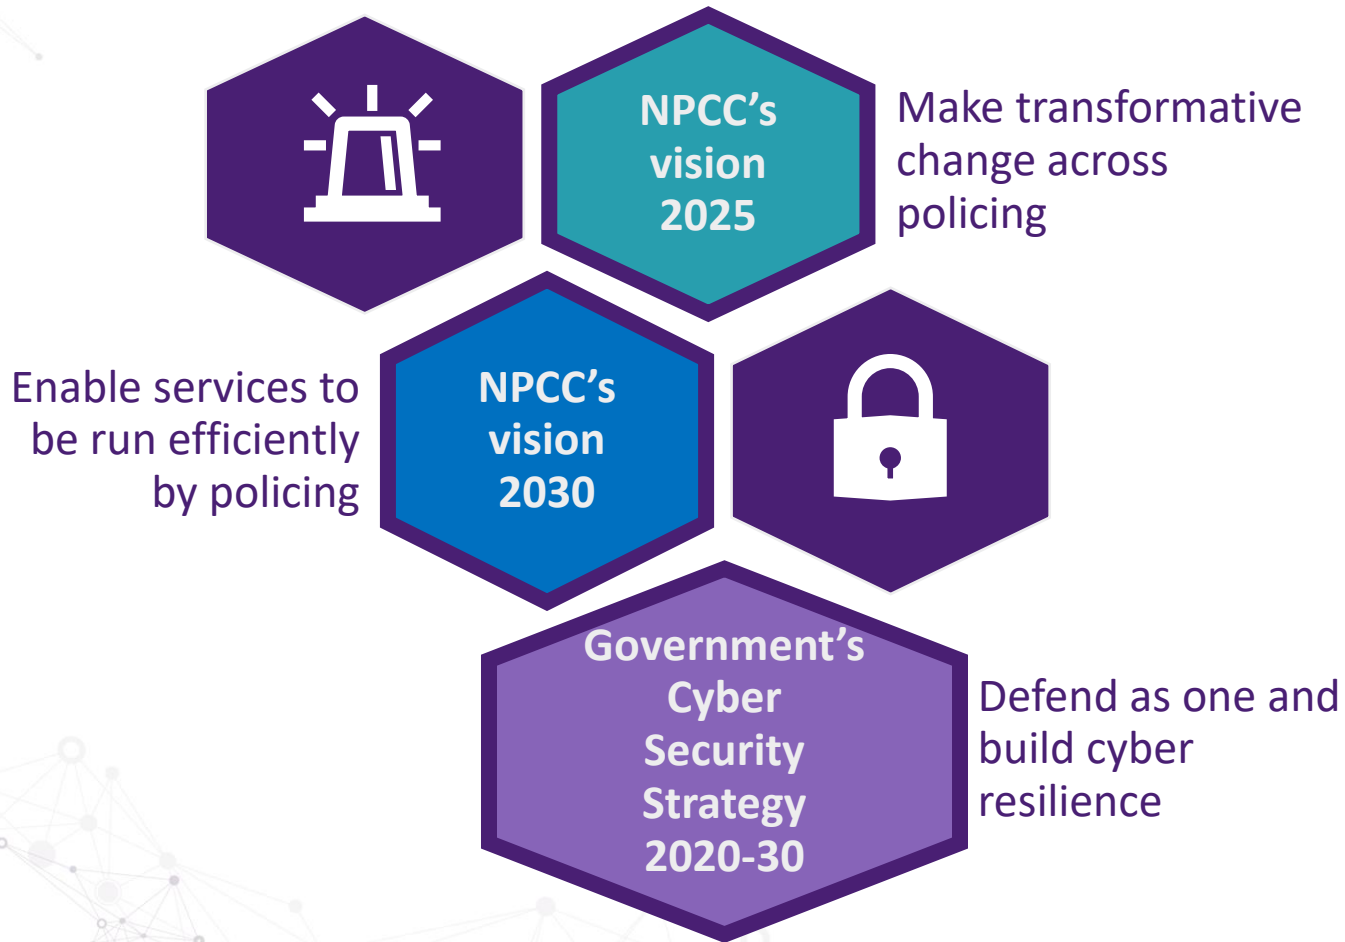 NPCC's
vision
2025
Make transformative
change across
policing
Enable services to
be run efficiently
by policing
NPCC's
vision
2030
Government's
Cyber
Security
Strategy
2020-30
Defend as one and
build cyber
resilience